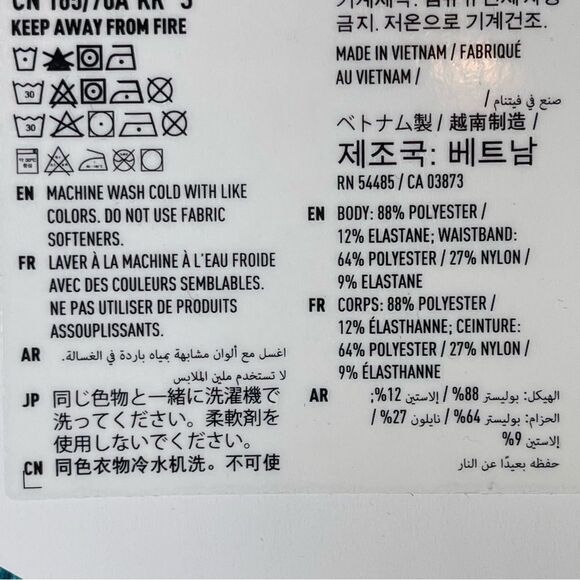 CN 165/70A KR S
KEEP AWAY FROM FIRE
30
30
EN MACHINE WASH COLD WITH LIKE
COLORS. DO NOT USE FABRIC
SOFTENERS.
FR LAVER À LA MACHINE À L'EAU FROIDE
AVEC DES COULEURS SEMBLABLES.
NE PAS UTILISER DE PRODUITS
ASSOUPLISSANTS.
AR اغسل مع ألوان مشابهة بمياه باردة في الغسالة.
لا تستخدم ملين الملابس
JP 同じ色物と一緒に洗濯機で
洗ってください。柔軟剤を
使用しないでください。
CN 同色衣物冷水机洗。不可使
금지. 저온으로 기계건조.
MADE IN VIETNAM / FABRIQUÉ
AU VIETNAM /
صنع في فيتنام /
ベトナム製 / 越南制造 /
제조국: 베트남
RN 54485 / CA 03873
EN BODY: 88% POLYESTER /
12% ELASTANE; WAISTBAND:
64% POLYESTER / 27% NYLON /
9% ELASTANE
FR CORPS: 88% POLYESTER /
12% ÉLASTHANNE; CEINTURE:
64% POLYESTER / 27% NYLON /
9% ÉLASTHANNE
AR الهيكل: بوليستر 88% / إلاستين 12%;
الحزام: بوليستر 64% / نايلون 27% /
إلاستين 9%
حفظه بعيدًا عن النار